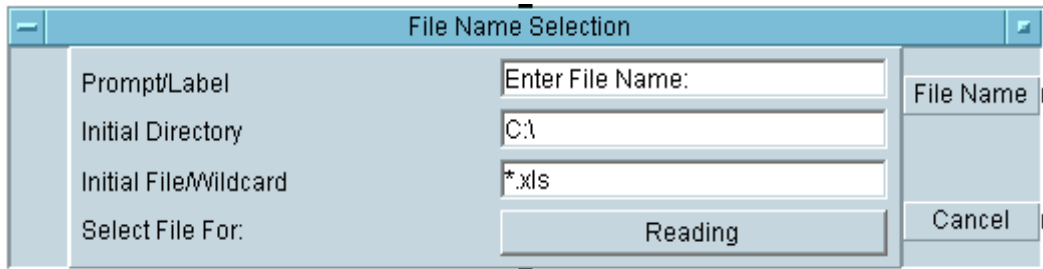 File Name Selection
Prompt/Label Enter File Name:
File Name
Initial Directory C:\
Initial File/Wildcard *.xls
Select File For: Reading
Cancel